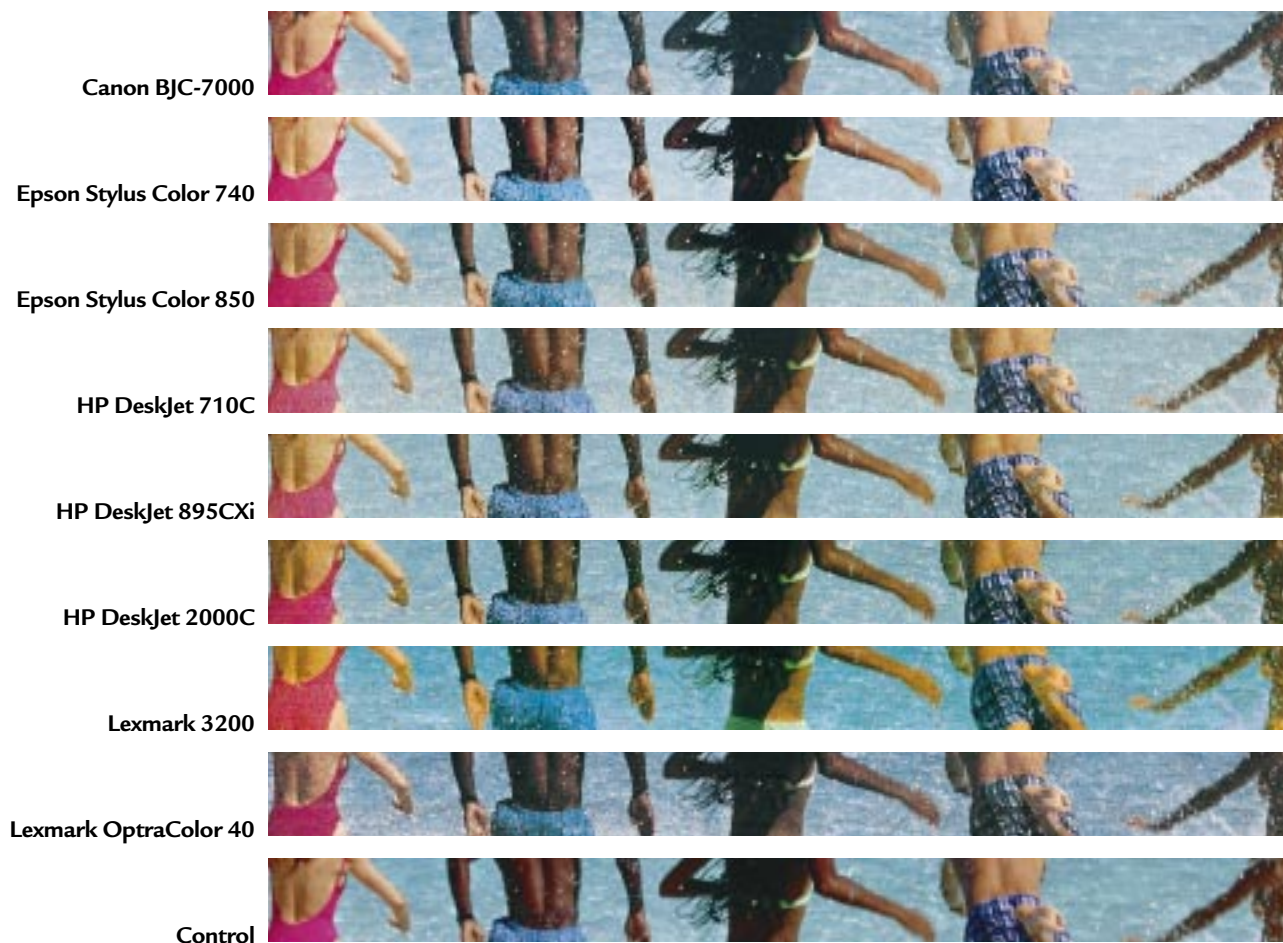 Canon BJC-7000
Epson Stylus Color 740
Epson Stylus Color 850
HP DeskJet 710C
HP DeskJet 895CXi
HP DeskJet 2000C
Lexmark 3200
Lexmark OptraColor 40
Control